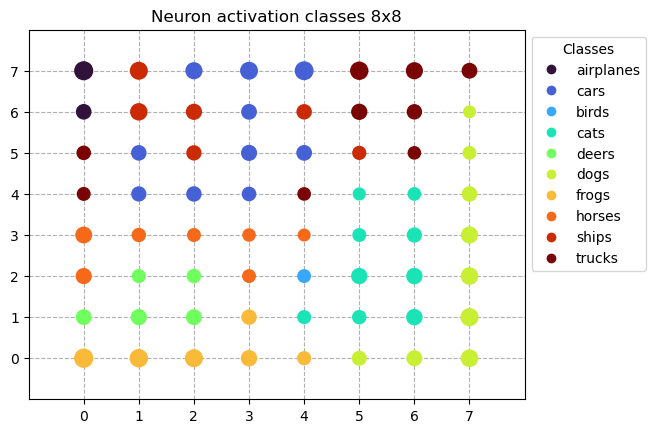 Neuron activation classes 8x8
7
6
5
4
3
2
1
0
0 1 2 3 4 5 6 7
Classes
airplanes
cars
birds
cats
deers
dogs
frogs
horses
ships
trucks